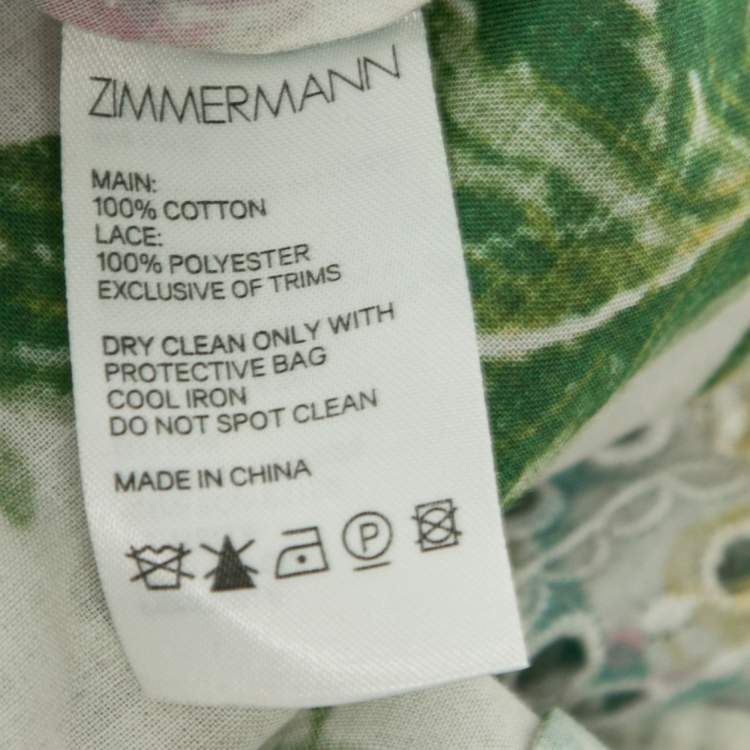 ZIMMERMANN
MAIN:
100% COTTON
LACE:
100% POLYESTER
EXCLUSIVE OF TRIMS
DRY CLEAN ONLY WITH
PROTECTIVE BAG
COOL IRON
DO NOT SPOT CLEAN
MADE IN CHINA
P